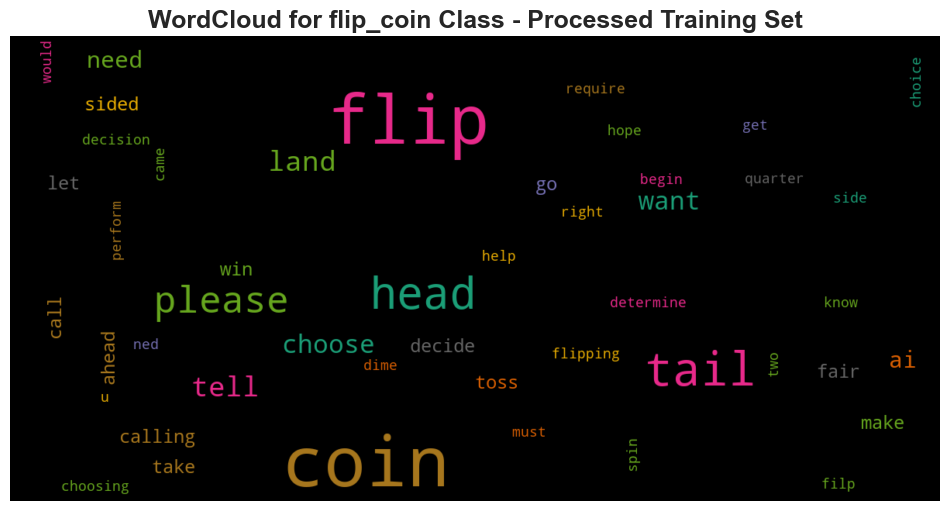 WordCloud for flip_coin Class - Processed Training Set
would
need
choice
require
sided
flip
get
hope
decision
came
land
let
go
begin
quarter
want
side
right
perform
help
win
please
head
determine
know
call
ned
choose
decide
ahead
dime
flipping
tail
two
fair
ai
u
tell
toss
calling
must
make
take
coin
spin
choosing
filp